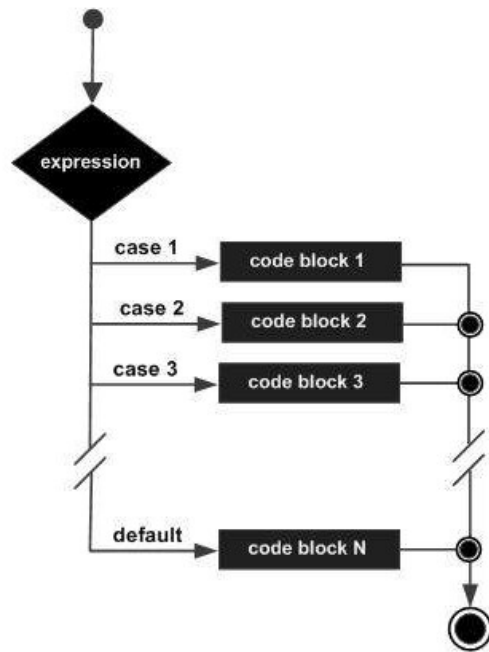 expression
case 1
code block 1
case 2
code block 2
case 3
code block 3
default
code block N